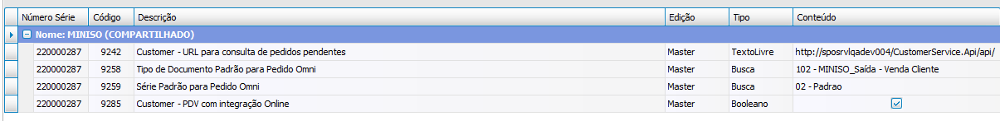 Número Série Código Descrição Edição Tipo Conteúdo
Nome: MINISO (COMPARTILHADO)
220000287 9242 Customer - URL para consulta de pedidos pendentes Master TextoLivre http://sposrvlqadev004/CustomerService.Api/api/
220000287 9258 Tipo de Documento Padrão para Pedido Omni Master Busca 102 - MINISO_Saída - Venda Cliente
220000287 9259 Série Padrão para Pedido Omni Master Busca 02 - Padrao
220000287 9285 Customer - PDV com integração Online Master Booleano